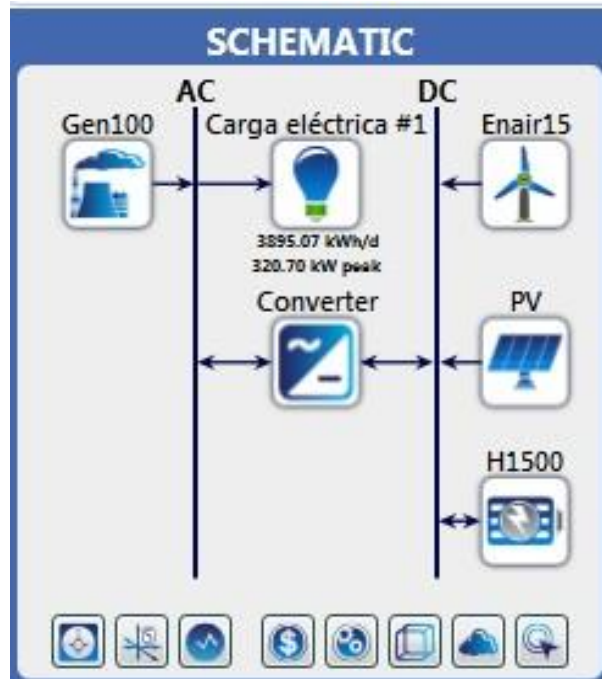 SCHEMATIC
AC
DC
Gen100
Carga eléctrica #1
Enair15
3895.07 kWh/d
320.70 kW peak
Converter
PV
H1500